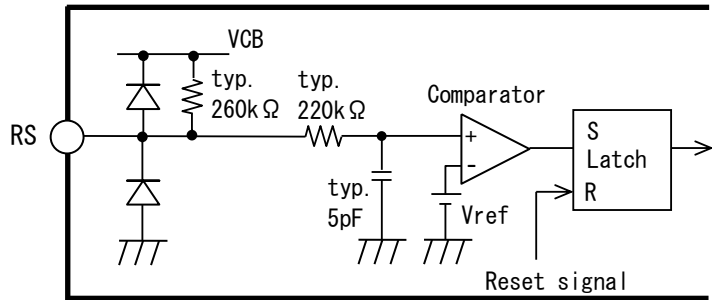 VCB
typ.
260kΩ
typ.
220kΩ
Comparator
RS
+
-
S
Latch
R
typ.
5pF
Vref
Reset signal